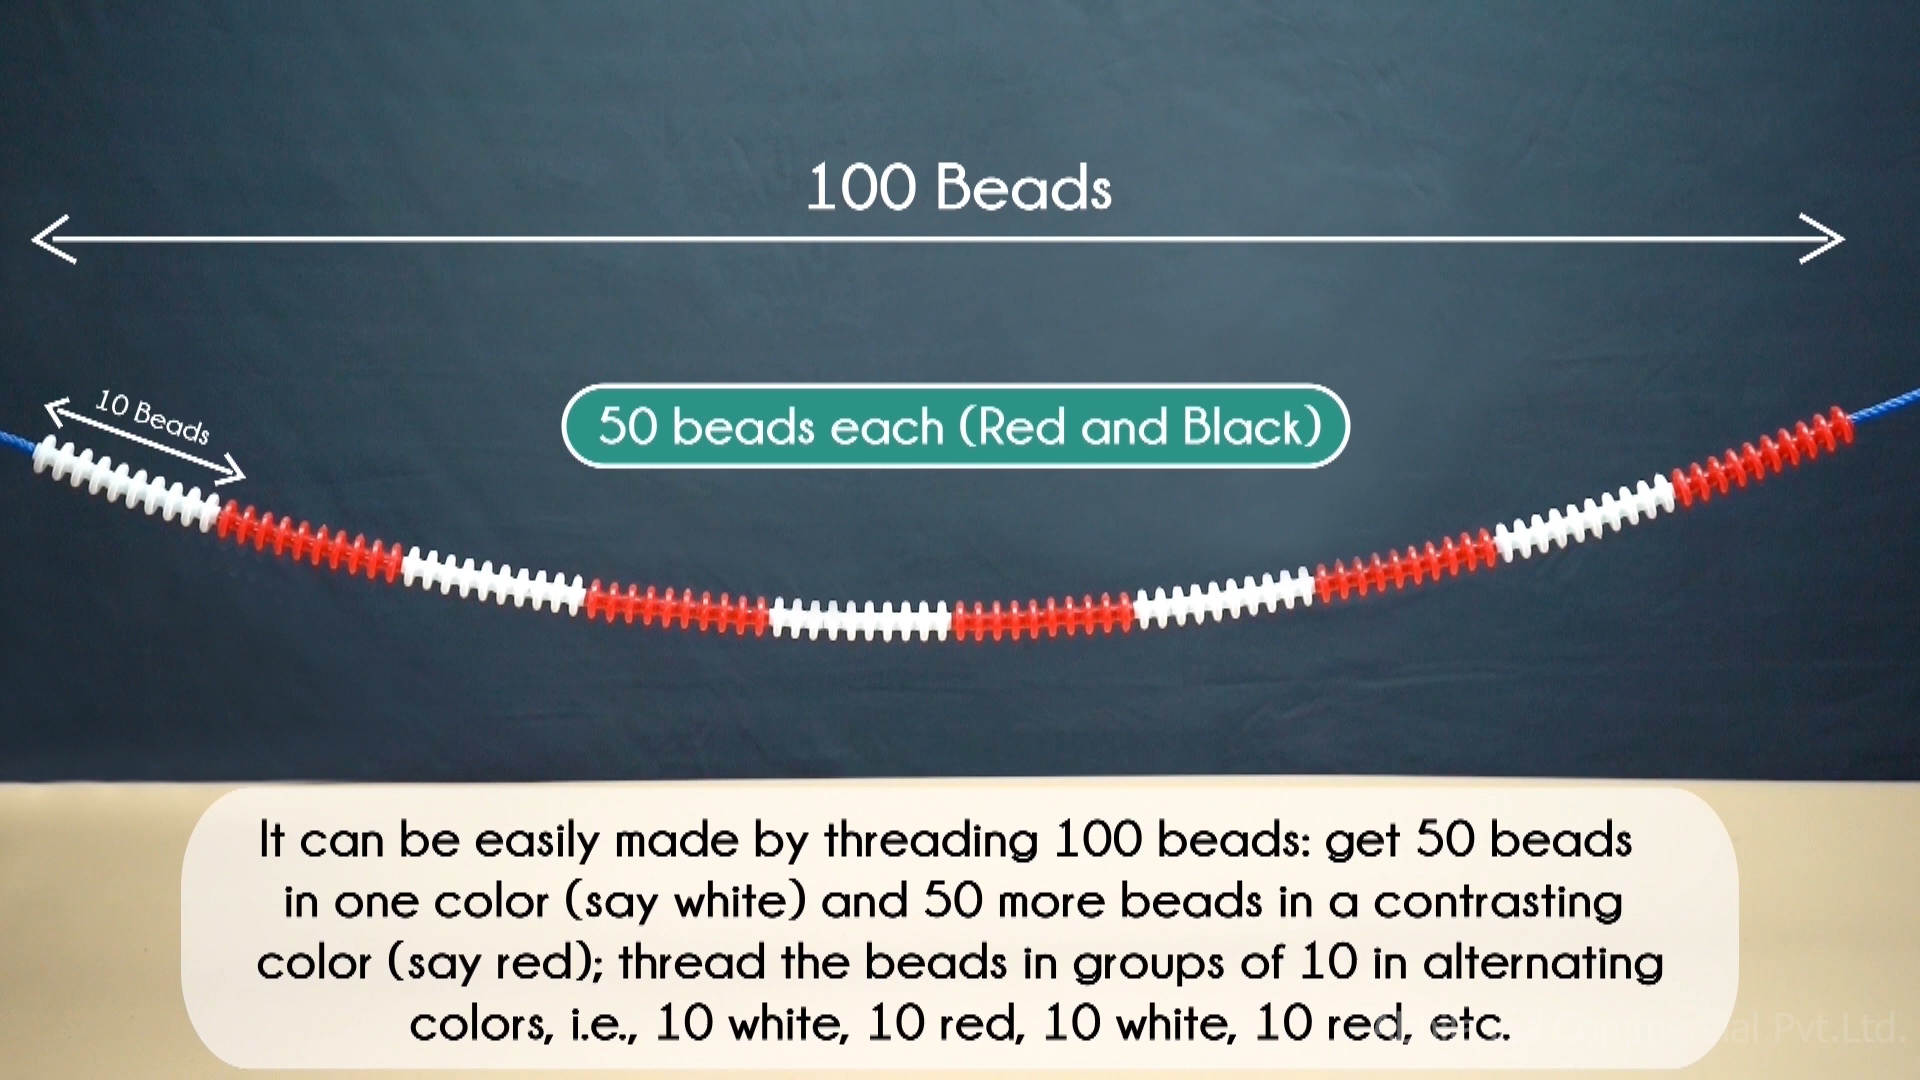 100 Beads
10 Beads
50 beads each (Red and Black)
It can be easily made by threading 100 beads: get 50 beads
in one color (say white) and 50 more beads in a contrasting
color (say red); thread the beads in groups of 10 in alternating
colors, i.e., 10 white, 10 red, 10 white, 10 red, etc.
Pvt.Ltd.